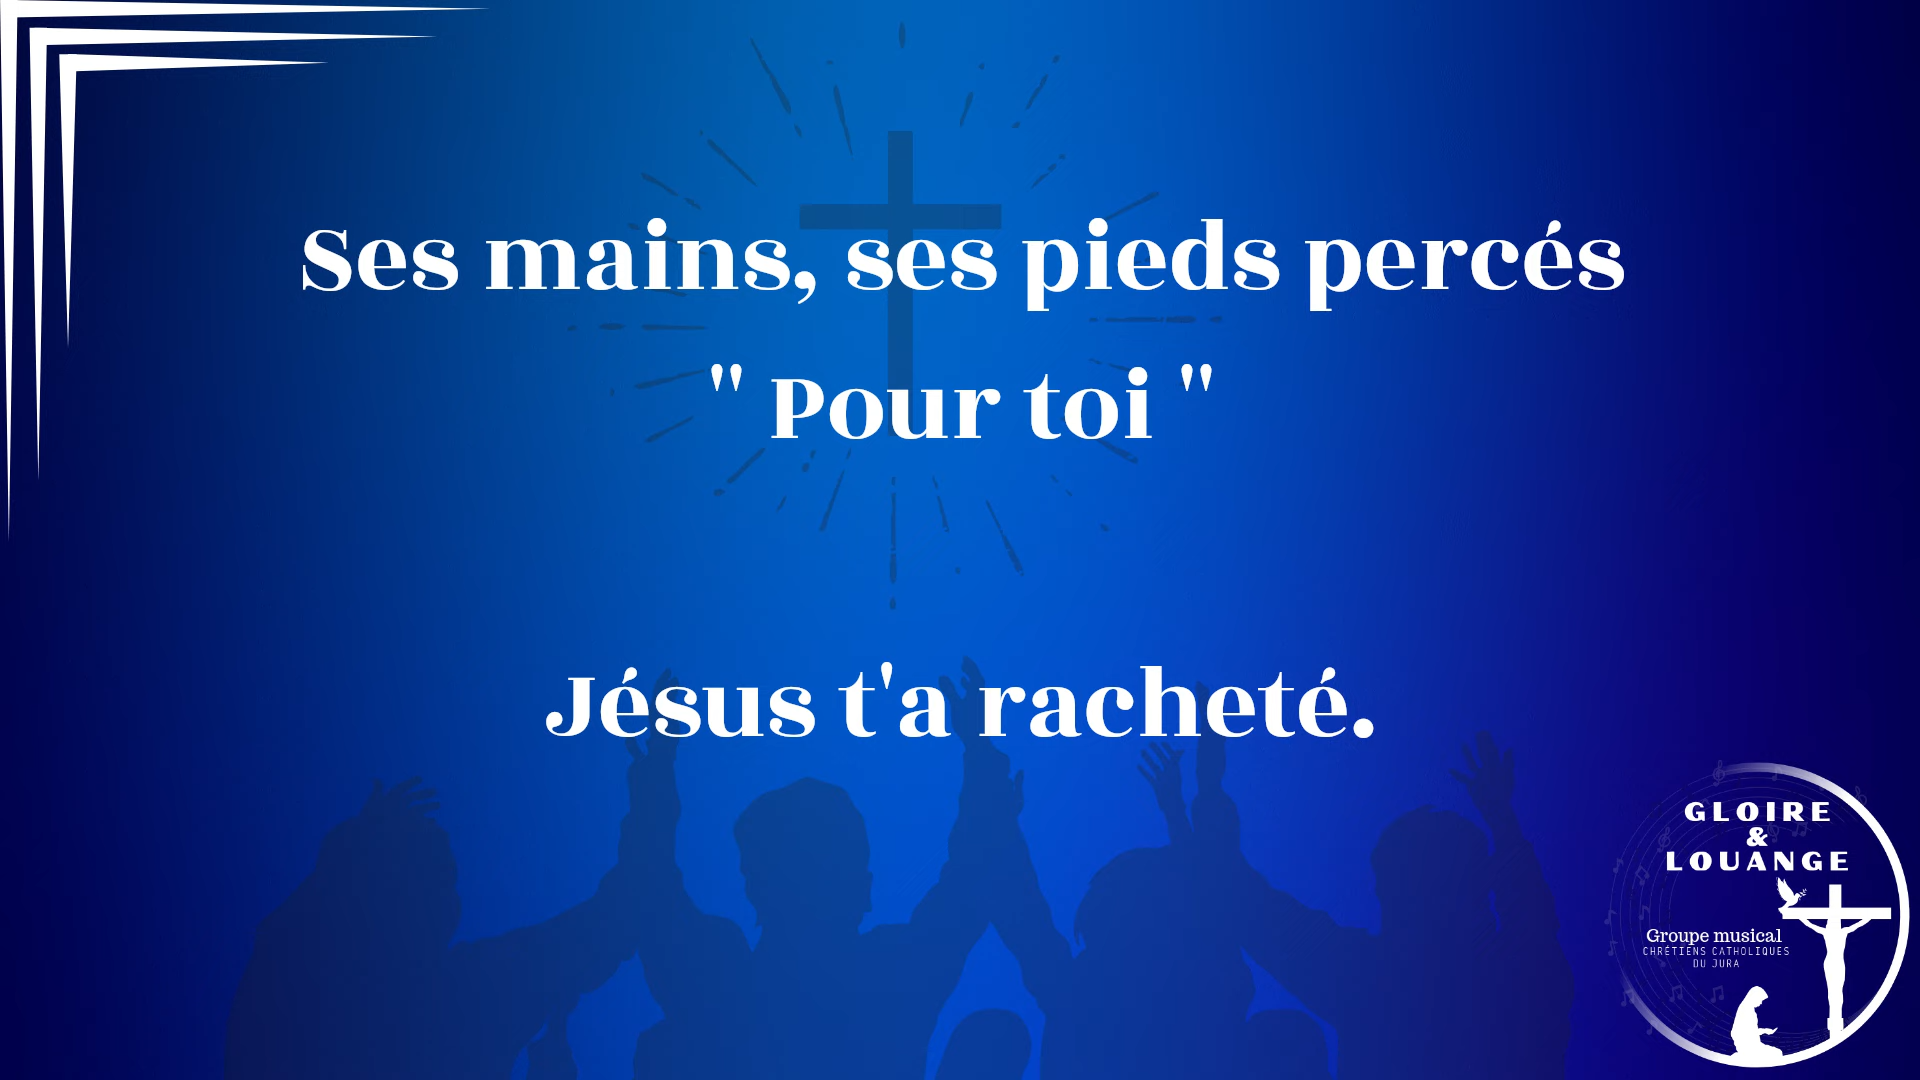 Ses mains, ses pieds percés
" Pour toi "
Jésus t'a racheté.
GLOIRE
&
LOUANGE
Groupe musical
CHRÉTIENS CATHOLIQUES
DU JURA